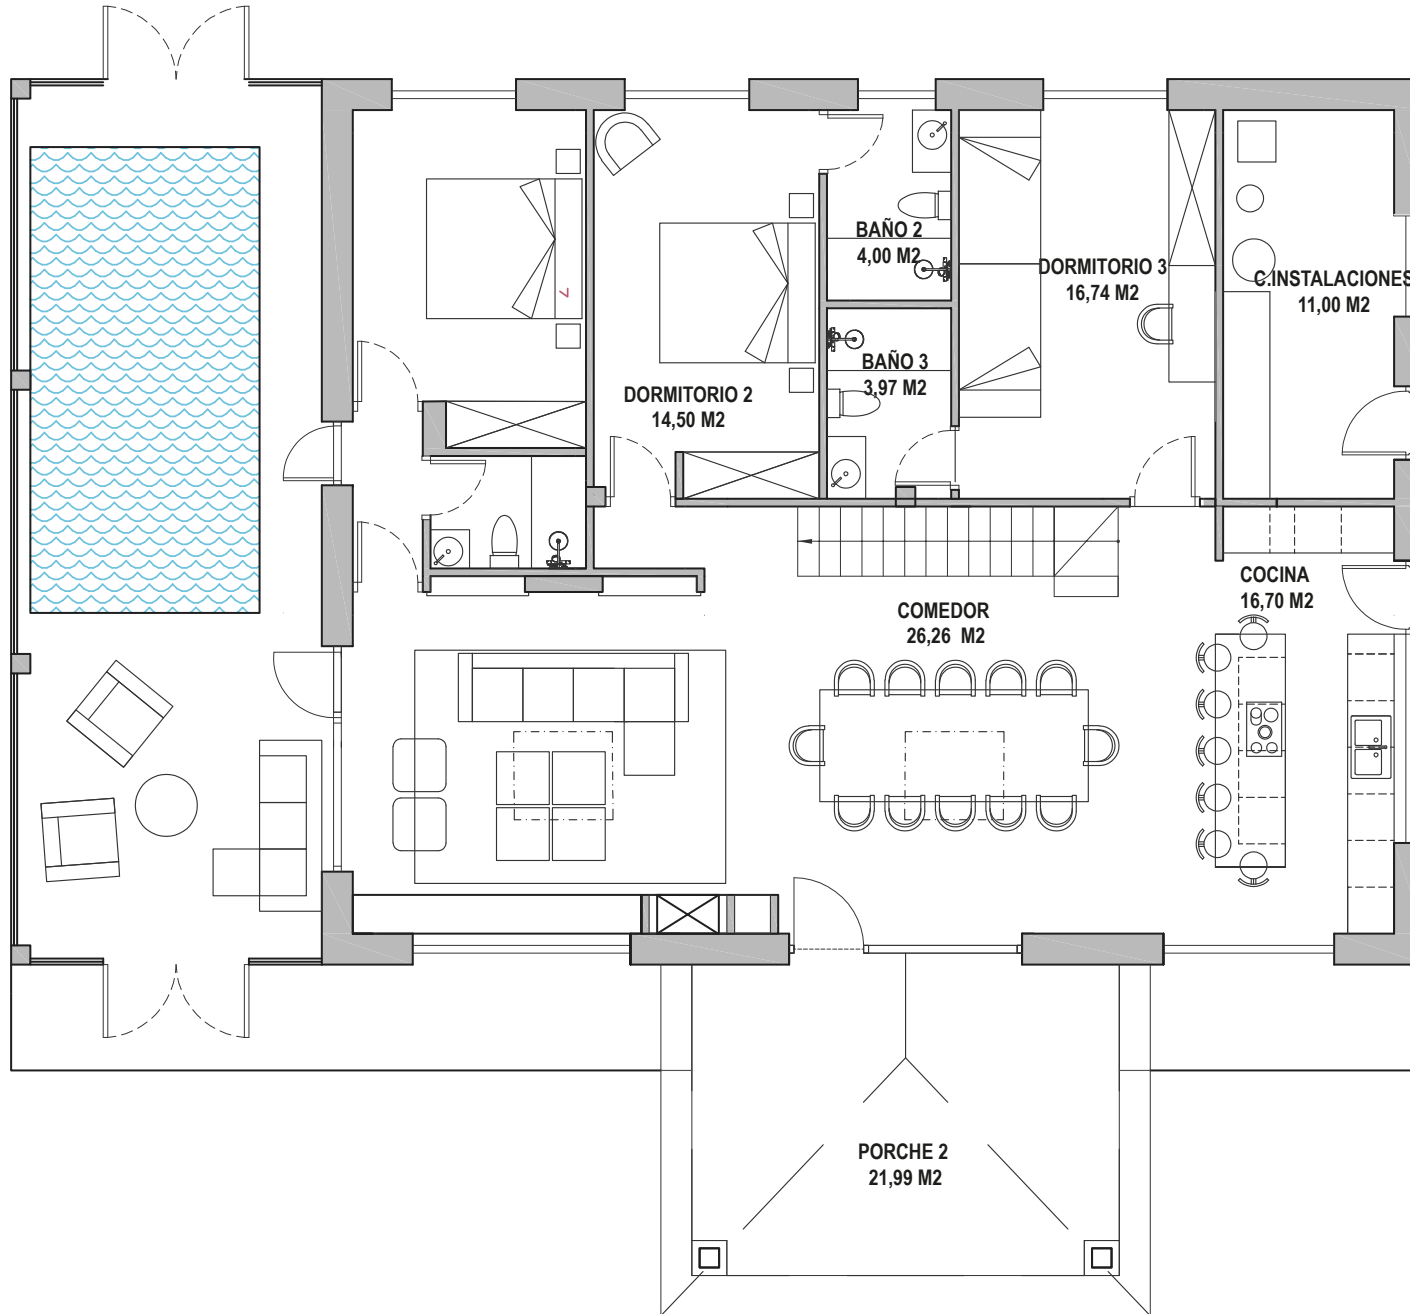 BAÑO 2
4,00 M2
DORMITORIO 3
16,74 M2
C.INSTALACIONES
11,00 M2
BAÑO 3
3,97 M2
DORMITORIO 2
14,50 M2
COCINA
16,70 M2
COMEDOR
26,26 M2
PORCHE 2
21,99 M2